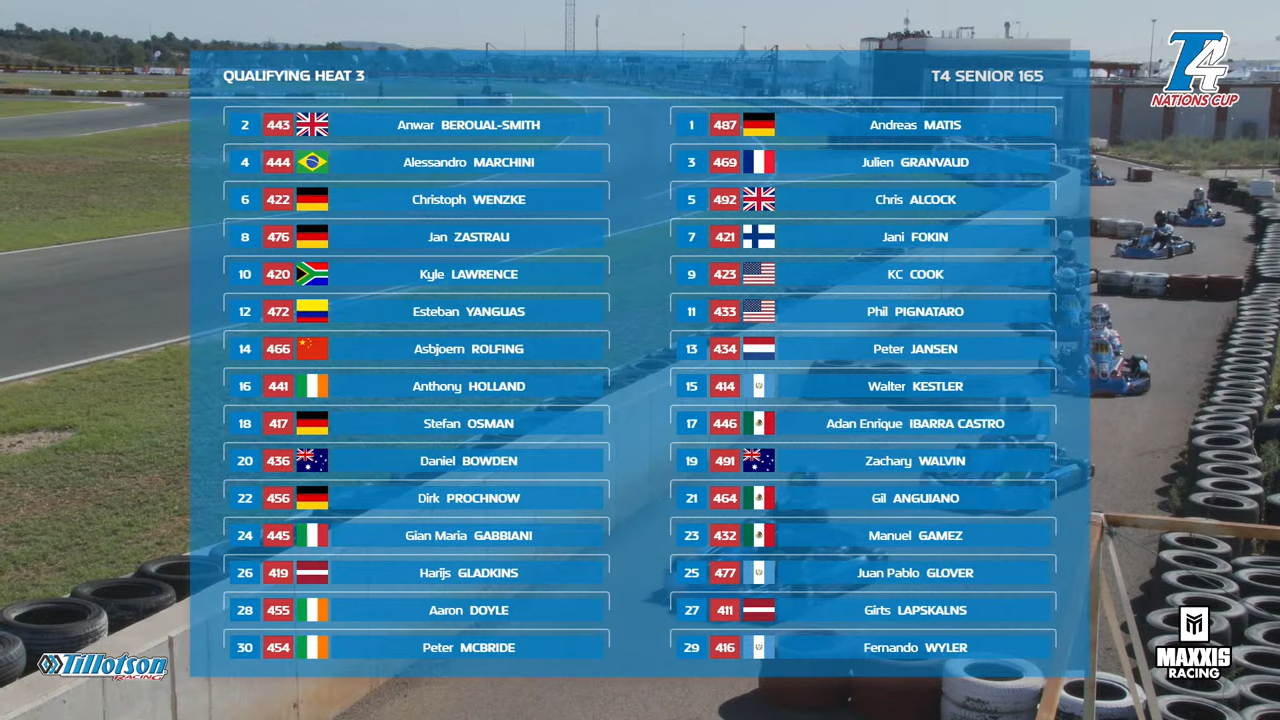 QUALIFYING HEAT 3 T4 SENIOR 165
T4
NATIONS CUP
2 443 Anwar BEROUAL-SMITH 1 487 Andreas MATIS
4 444 Alessandro MARCHINI 3 469 Julien GRANVAUD
6 422 Christoph WENZKE 5 492 Chris ALCOCK
8 476 Jan ZASTRAU 7 421 Jani FOKIN
10 420 Kyle LAWRENCE 9 423 KC COOK
12 472 Esteban YANGUAS 11 433 Phil PIGNATARO
14 466 Asbjoern ROLFING 13 434 Peter JANSEN
16 441 Anthony HOLLAND 15 414 Walter KESTLER
18 417 Stefan OSMAN 17 446 Adan Enrique IBARRA CASTRO
20 436 Daniel BOWDEN 19 491 Zachary WALVIN
22 456 Dirk PROCHNOW 21 464 Gil ANGUIANO
24 445 Gian Maria GABBIANI 23 432 Manuel GAMEZ
26 419 Harijs GLADKINS 25 477 Juan Pablo GLOVER
28 455 Aaron DOYLE 27 411 Girts LAPSKALNS
30 454 Peter MCBRIDE 29 416 Fernando WYLER
Tillotson
RACING
MAXXIS
RACING